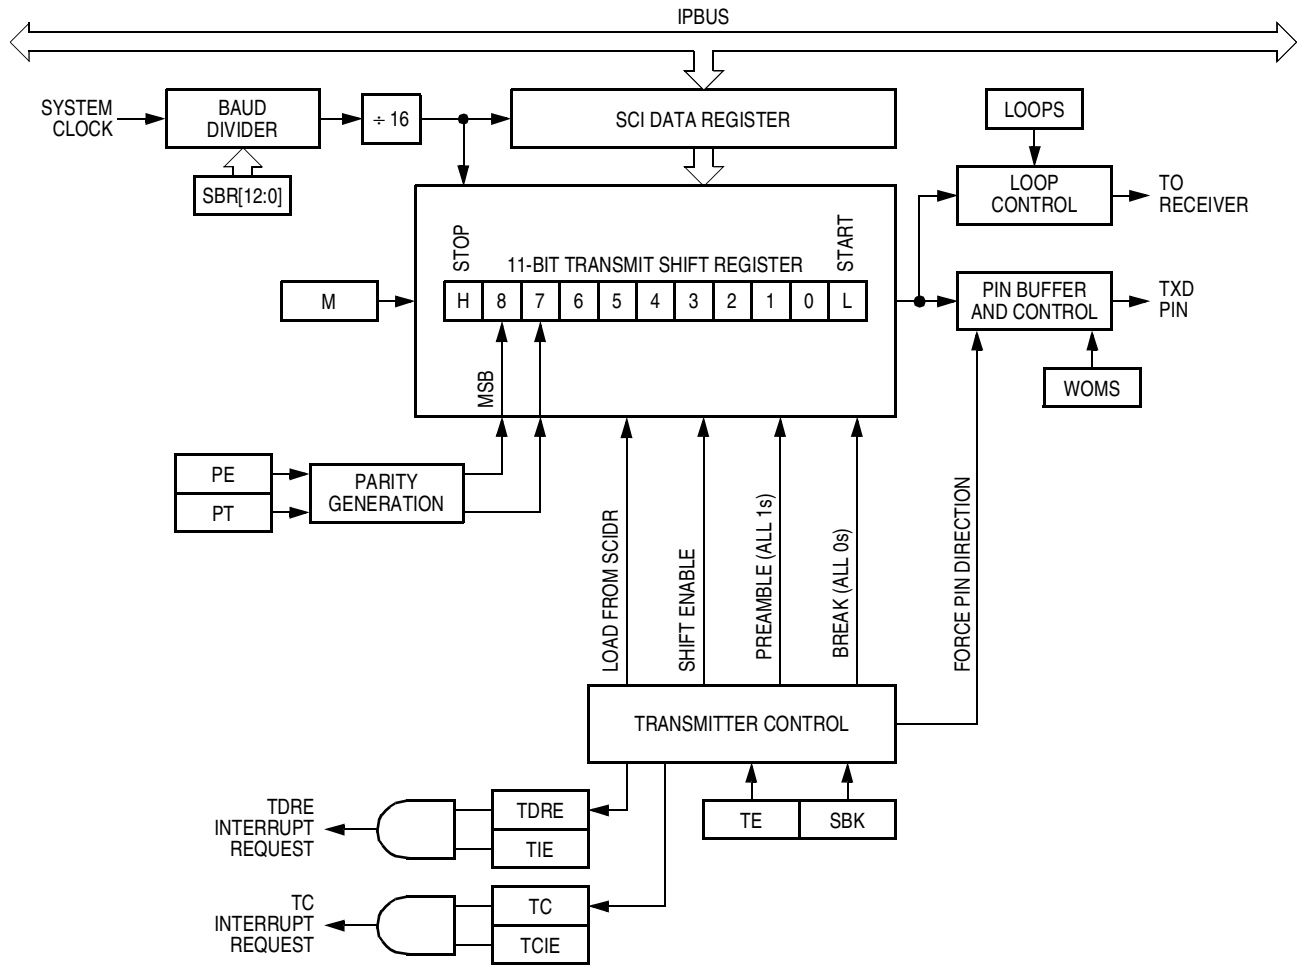 IPBUS
SYSTEM
CLOCK
BAUD
DIVIDER
÷ 16
SCI DATA REGISTER
LOOPS
SBR[12:0]
LOOP
CONTROL
TO
RECEIVER
STOP
11-BIT TRANSMIT SHIFT REGISTER
START
M
H 8 7 6 5 4 3 2 1 0 L
PIN BUFFER
AND CONTROL
TXD
PIN
MSB
WOMS
PE
PT
PARITY
GENERATION
LOAD FROM SCIDR
SHIFT ENABLE
PREAMBLE (ALL 1s)
BREAK (ALL 0s)
FORCE PIN DIRECTION
TRANSMITTER CONTROL
TE
SBK
TDRE
INTERRUPT
REQUEST
TDRE
TIE
TC
INTERRUPT
REQUEST
TC
TCIE